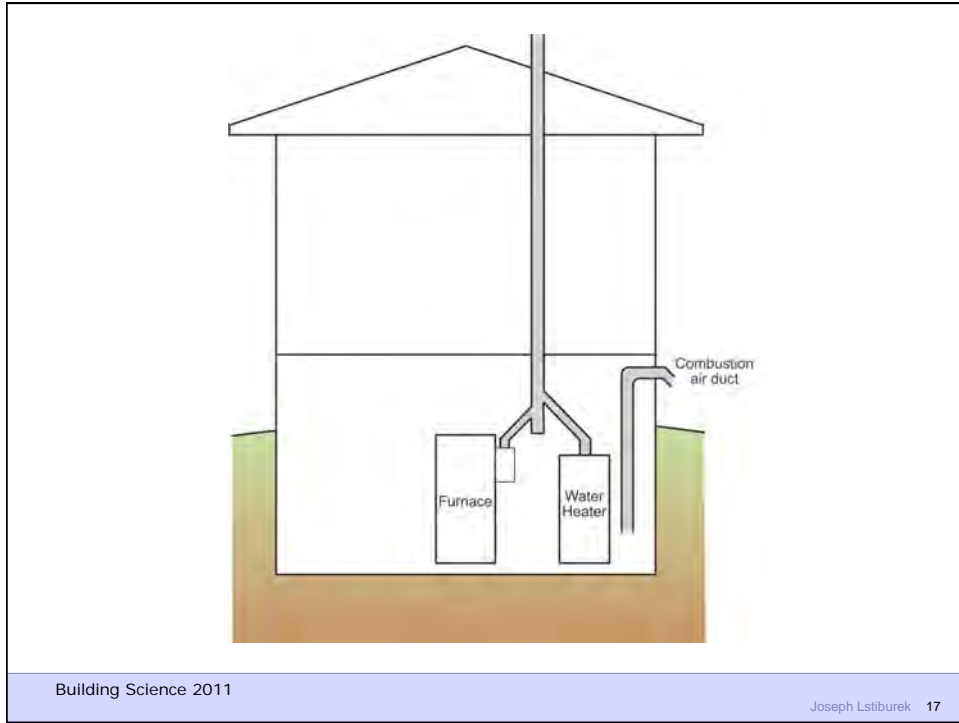 Combustion
air duct
Furnace
Water
Heater
Building Science 2011
Joseph Lstiburek 17